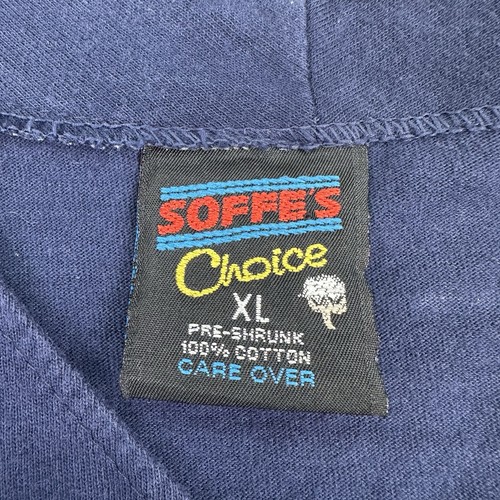 SOFFE'S
Choice
XL
PRE-SHRUNK
100% COTTON
CARE OVER